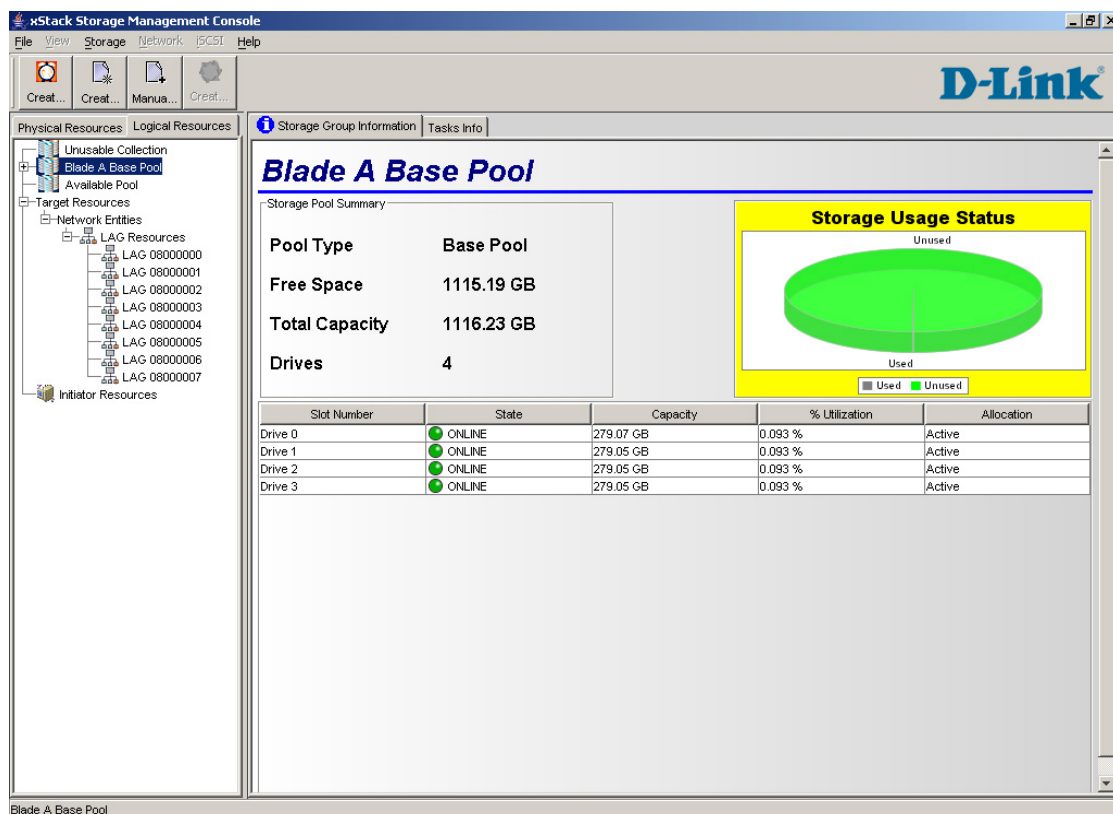 xStack Storage Management Console
File View Storage Network iSCSI Help
Creat... Creat... Manua... Creat...
D-Link
Physical Resources Logical Resources
Storage Group Information Tasks Info
Unusable Collection
Blade A Base Pool
Available Pool
Target Resources
Network Entities
LAG Resources
LAG 08000000
LAG 08000001
LAG 08000002
LAG 08000003
LAG 08000004
LAG 08000005
LAG 08000006
LAG 08000007
Initiator Resources
Blade A Base Pool
Storage Pool Summary
Pool Type Base Pool
Free Space 1115.19 GB
Total Capacity 1116.23 GB
Drives 4
Storage Usage Status
Unused
Used
Used Unused
Slot Number State Capacity % Utilization Allocation
Drive 0 ONLINE 279.07 GB 0.093 % Active
Drive 1 ONLINE 279.05 GB 0.093 % Active
Drive 2 ONLINE 279.05 GB 0.093 % Active
Drive 3 ONLINE 279.05 GB 0.093 % Active
Blade A Base Pool